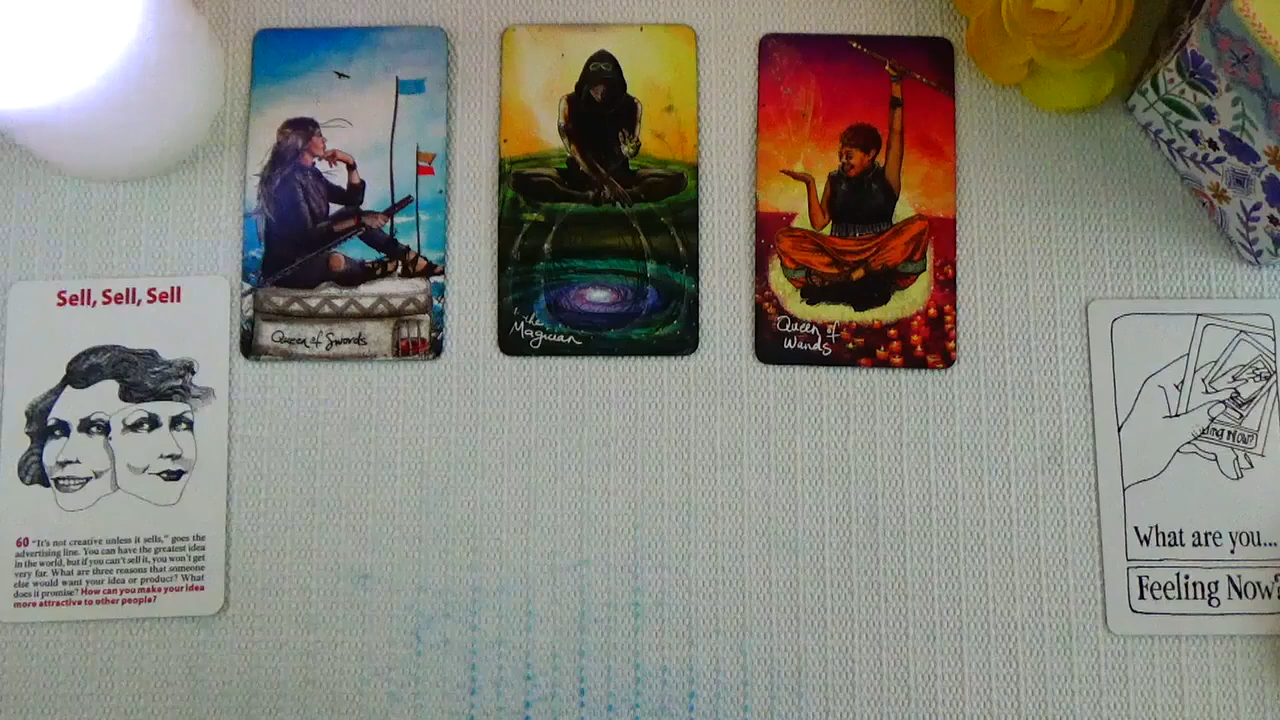 Sell, Sell, Sell
60 "It's not creative unless it sells," goes the
advertising line. You can have the greatest idea
in the world, but if you can't sell it, you won't get
very far. What are three reasons that someone
else would want your idea or product? What
does it promise? How can you make your idea
more attractive to other people?
Queen of Swords
the
Magician
Queen of
Wands
Now?
What are you...
Feeling Now?